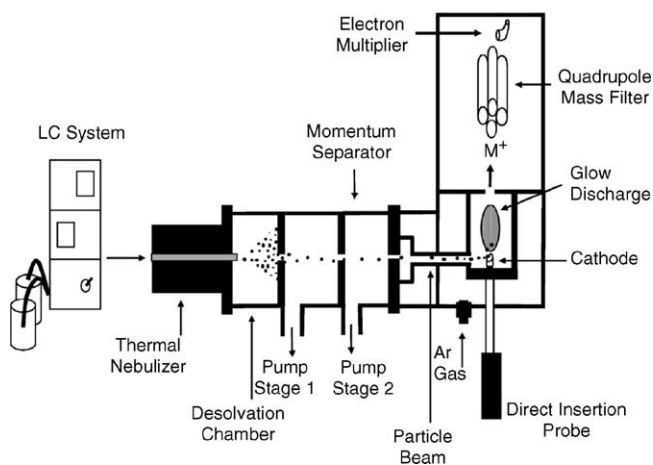 Electron
Multiplier
Quadrupole
Mass Filter
LC System
Momentum
Separator
M+
Glow
Discharge
Cathode
Thermal
Nebulizer
Pump
Stage 1
Pump
Stage 2
Ar
Gas
Desolvation
Chamber
Particle
Beam
Direct Insertion
Probe